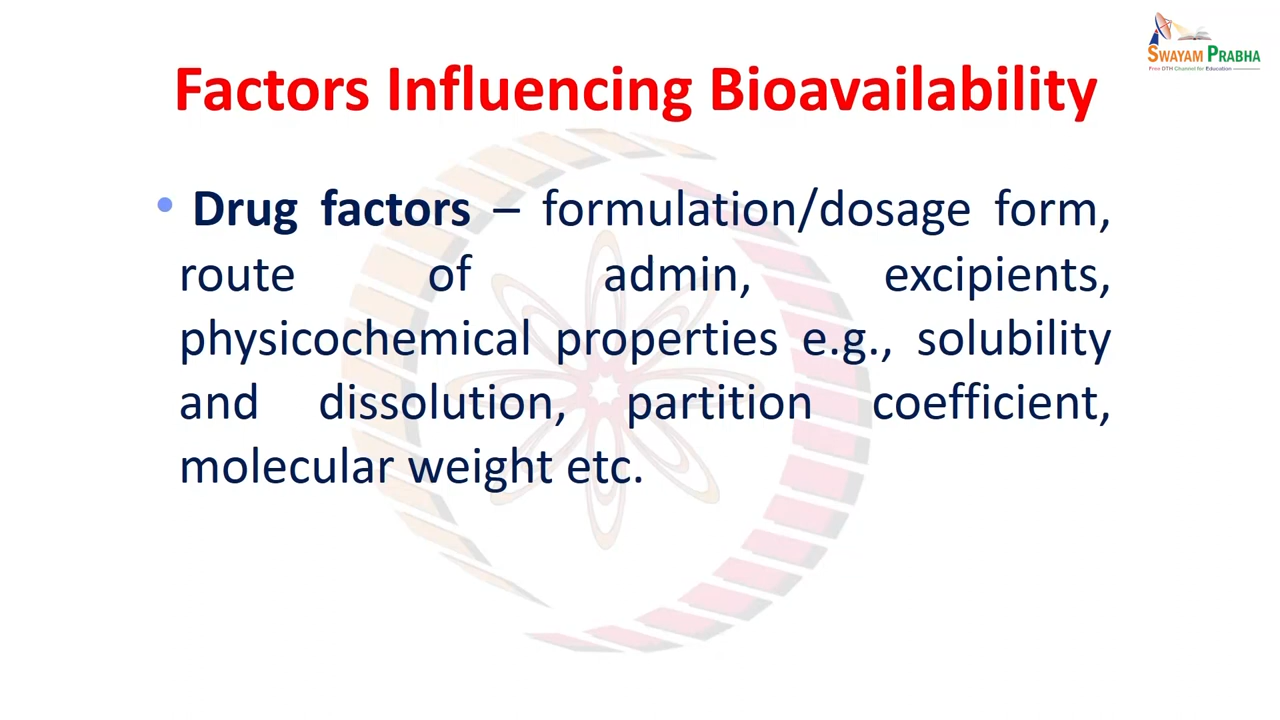 SWAYAM PRABHA
Free DTH Channel for Education
Factors Influencing Bioavailability
• Drug factors – formulation/dosage form,
route of admin, excipients,
physicochemical properties e.g., solubility
and dissolution, partition coefficient,
molecular weight etc.